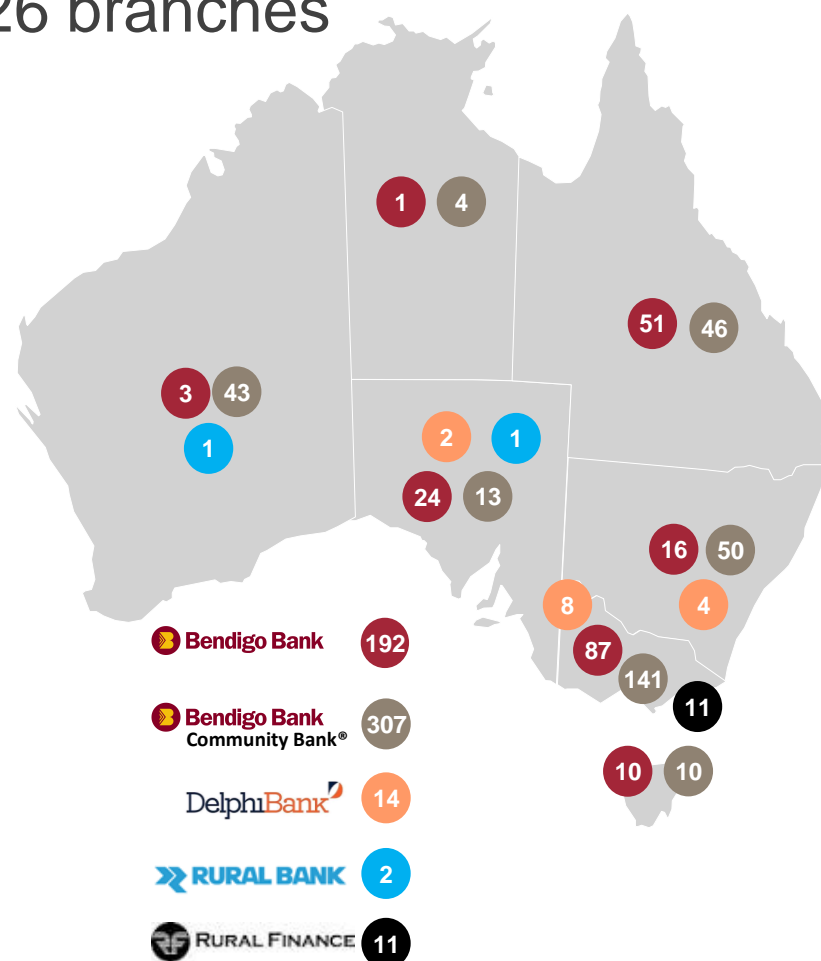 26 branches
1 4
51 46
3 43
1
2 1
24 13
16 50
8 4
87
141
11
10 10
Bendigo Bank 192
Bendigo Bank
Community Bank® 307
DelphiBank 14
RURAL BANK 2
RF RURAL FINANCE 11